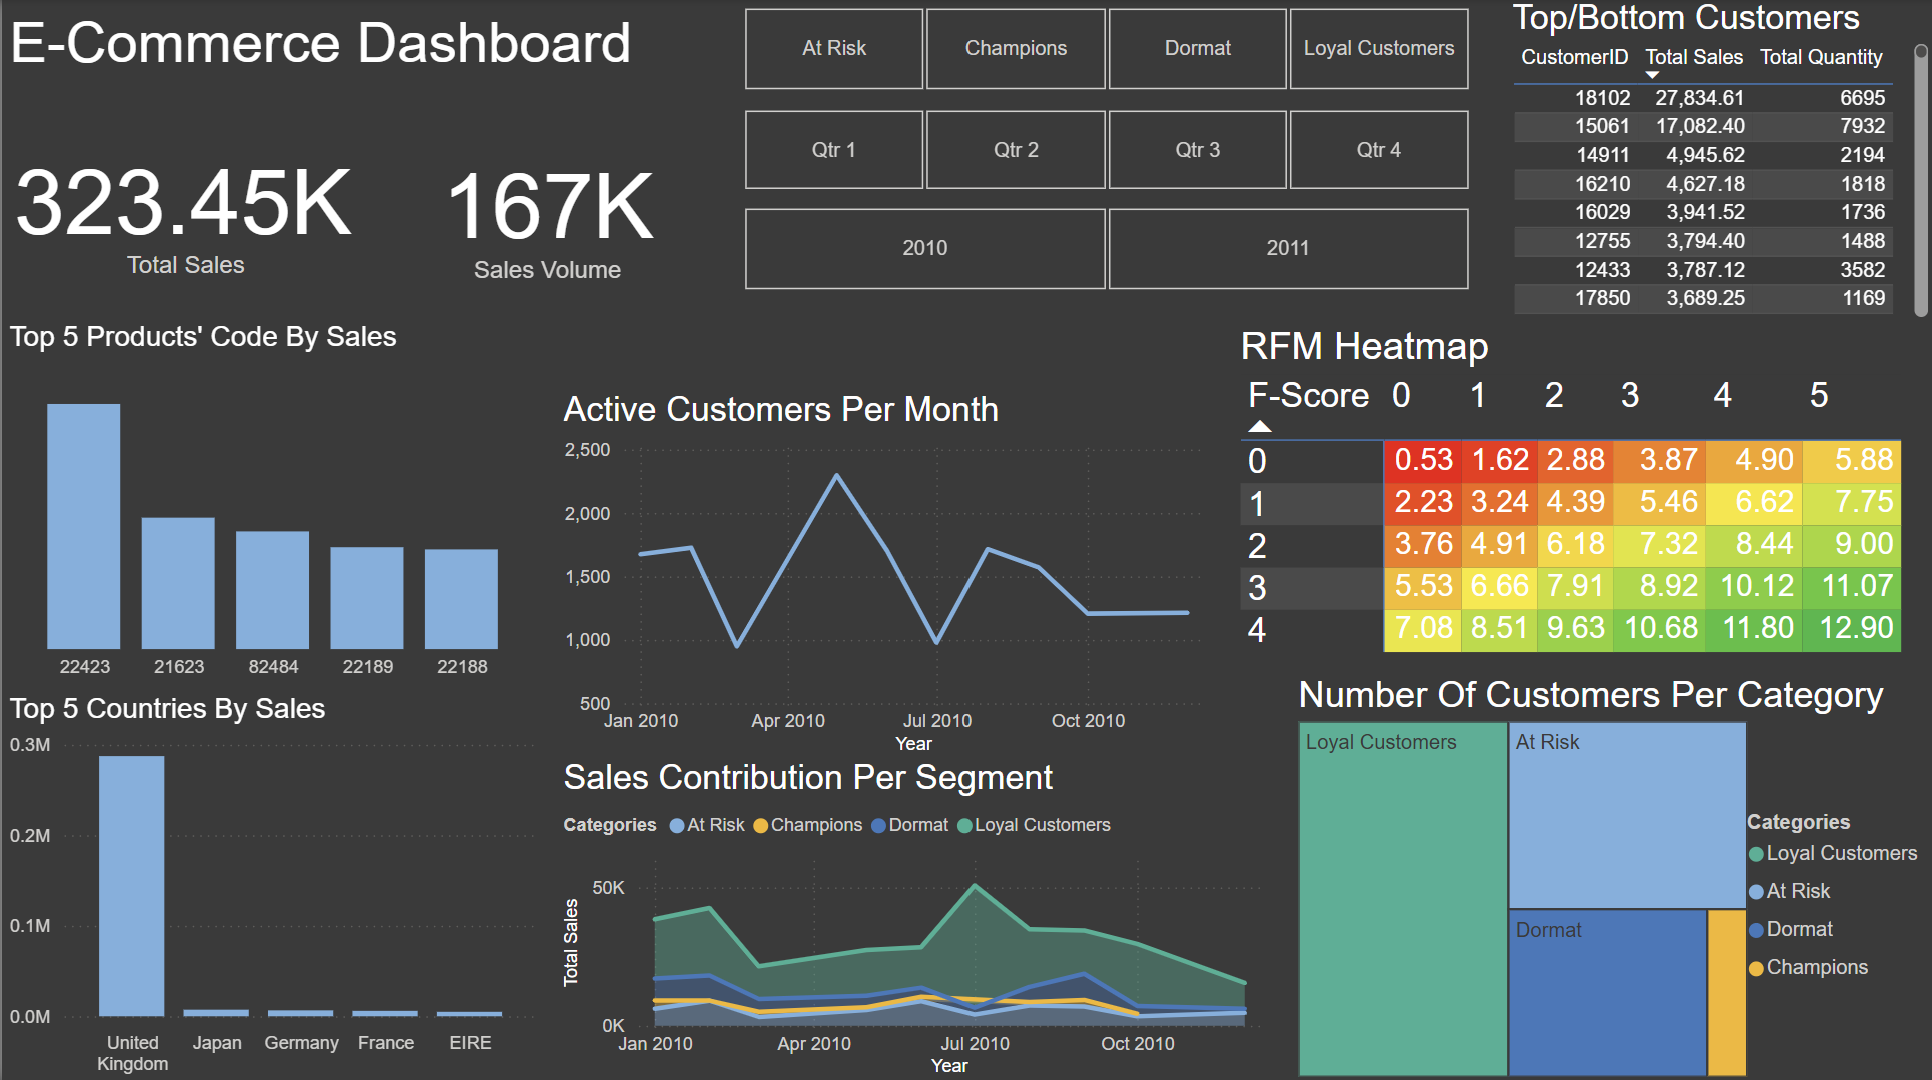 E-Commerce Dashboard
323.45K
Total Sales
167K
Sales Volume
At Risk
Champions
Dormat
Loyal Customers
Qtr 1
Qtr 2
Qtr 3
Qtr 4
2010
2011
Top/Bottom Customers
CustomerID Total Sales Total Quantity
18102 27,834.61 6695
15061 17,082.40 7932
14911 4,945.62 2194
16210 4,627.18 1818
16029 3,941.52 1736
12755 3,794.40 1488
12433 3,787.12 3582
17850 3,689.25 1169
Top 5 Products' Code By Sales
22423 21623 82484 22189 22188
Top 5 Countries By Sales
0.3M
0.2M
0.1M
0.0M
United Kingdom Japan Germany France EIRE
Active Customers Per Month
2,500
2,000
1,500
1,000
500
Jan 2010 Apr 2010 Jul 2010 Oct 2010
Year
Sales Contribution Per Segment
Categories At Risk Champions Dormat Loyal Customers
Total Sales
50K
0K
Jan 2010 Apr 2010 Jul 2010 Oct 2010
Year
RFM Heatmap
F-Score 0 1 2 3 4 5
0 0.53 1.62 2.88 3.87 4.90 5.88
1 2.23 3.24 4.39 5.46 6.62 7.75
2 3.76 4.91 6.18 7.32 8.44 9.00
3 5.53 6.66 7.91 8.92 10.12 11.07
4 7.08 8.51 9.63 10.68 11.80 12.90
Number Of Customers Per Category
Loyal Customers
At Risk
Dormat
Categories
Loyal Customers
At Risk
Dormat
Champions